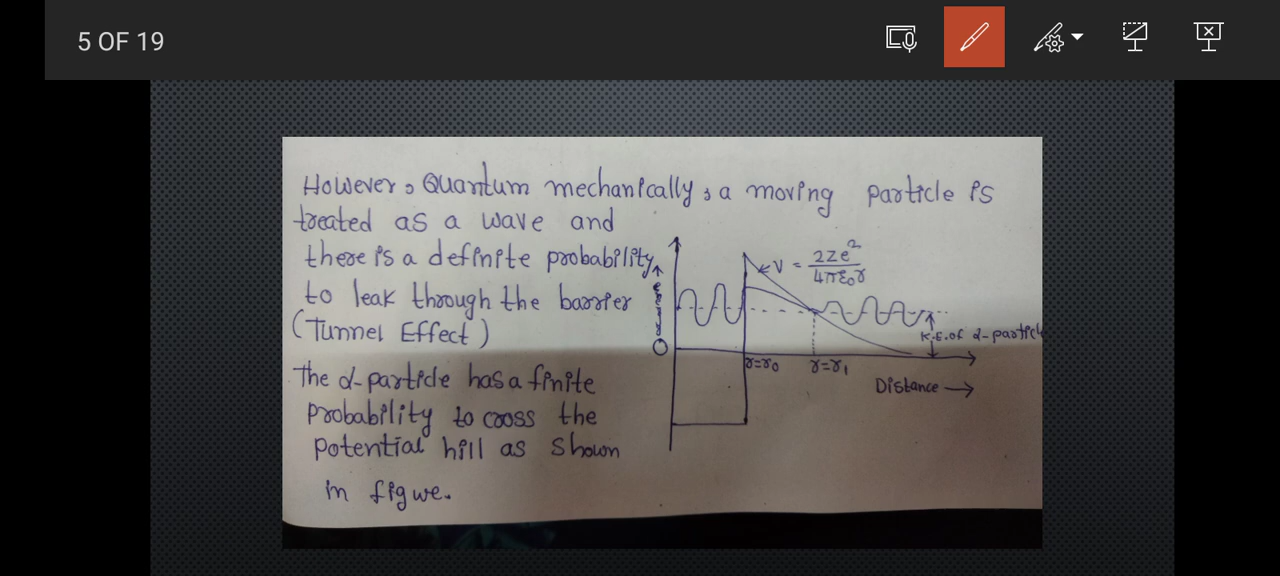 5 OF 19
However, Quantum mechanically, a moving particle is
treated as a wave and
there is a definite probability
to leak through the barrier
(Tunnel Effect)
The α-particle has a finite
probability to cross the
potential hill as shown
in figure.
V = 2Ze²/4πε₀r
K.E. of α-particle
r=r₀
r=r₁
Distance →